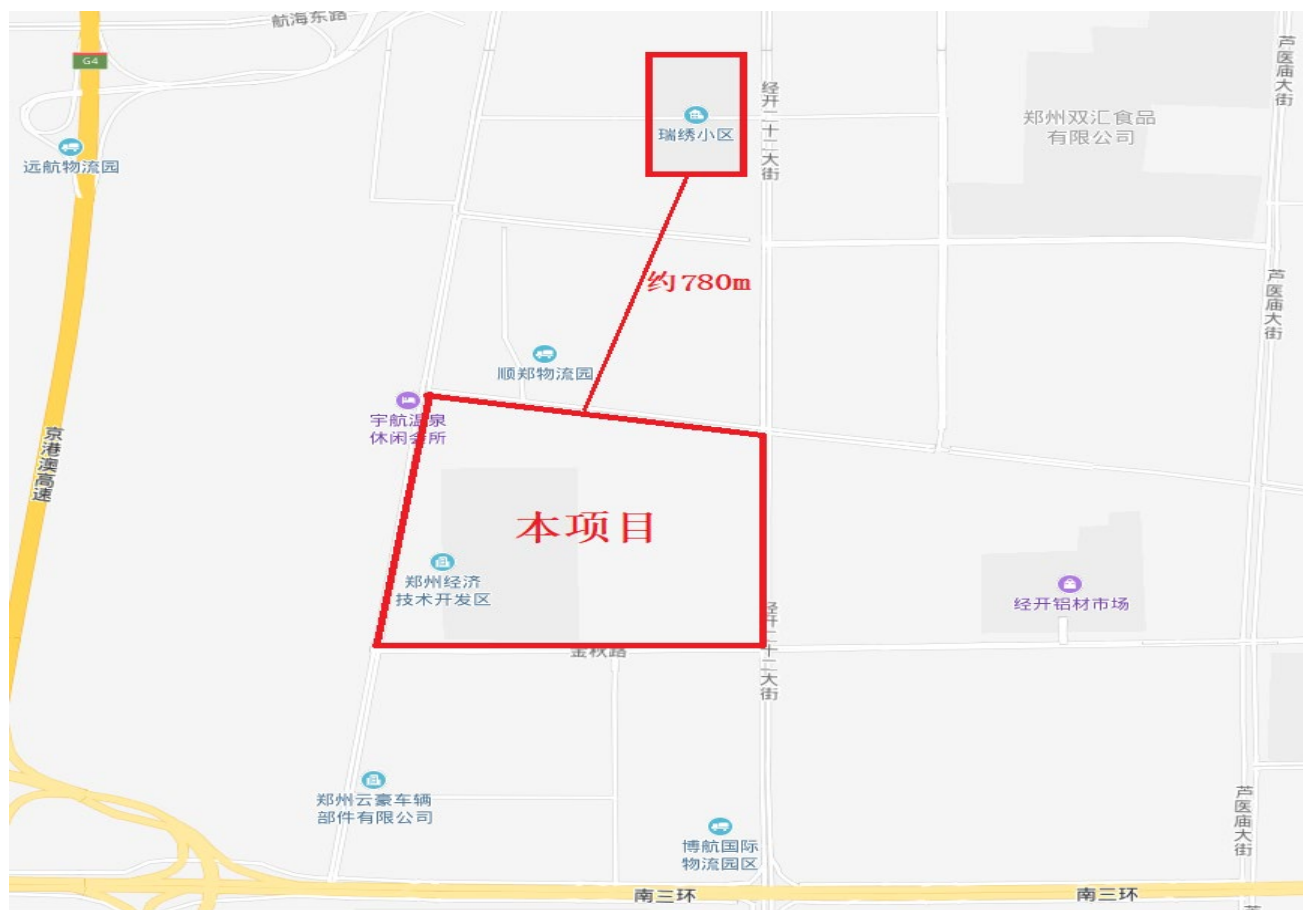 航海东路
G4
芦医庙大街
经开二十二大街
郑州双汇食品
有限公司
瑞绣小区
远航物流园
约780m
芦医庙大街
顺郑物流园
宇航温泉
休闲会所
京港澳高速
本项目
郑州经济
技术开发区
经开铝材市场
经开二十二大街
金秋路
郑州云豪车辆
部件有限公司
芦医庙大街
博航国际
物流园区
南三环
南三环
芦